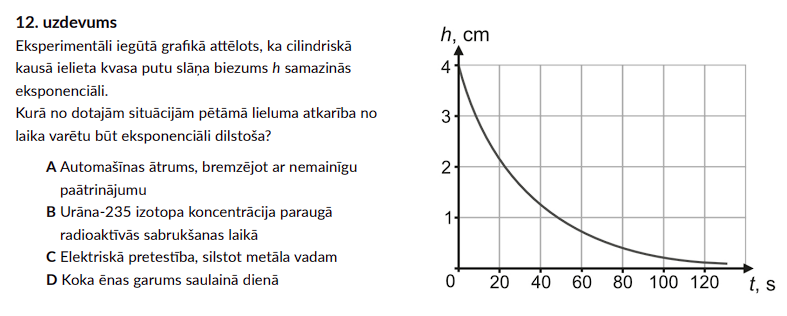 12. uzdevums
Eksperimentāli iegūtā grafikā attēlots, ka cilindriskā
kausā ielieta kvasa putu slāņa biezums h samazinās
eksponenciāli.
Kurā no dotajām situācijām pētāmā lieluma atkarība no
laika varētu būt eksponenciāli dilstoša?
A Automašīnas ātrums, bremzējot ar nemainīgu
paātrinājumu
B Urāna-235 izotopa koncentrācija paraugā
radioaktīvās sabrukšanas laikā
C Elektriskā pretestība, silstot metāla vadam
D Koka ēnas garums saulainā dienā
h, cm
4
3
2
1
0 20 40 60 80 100 120 t, s